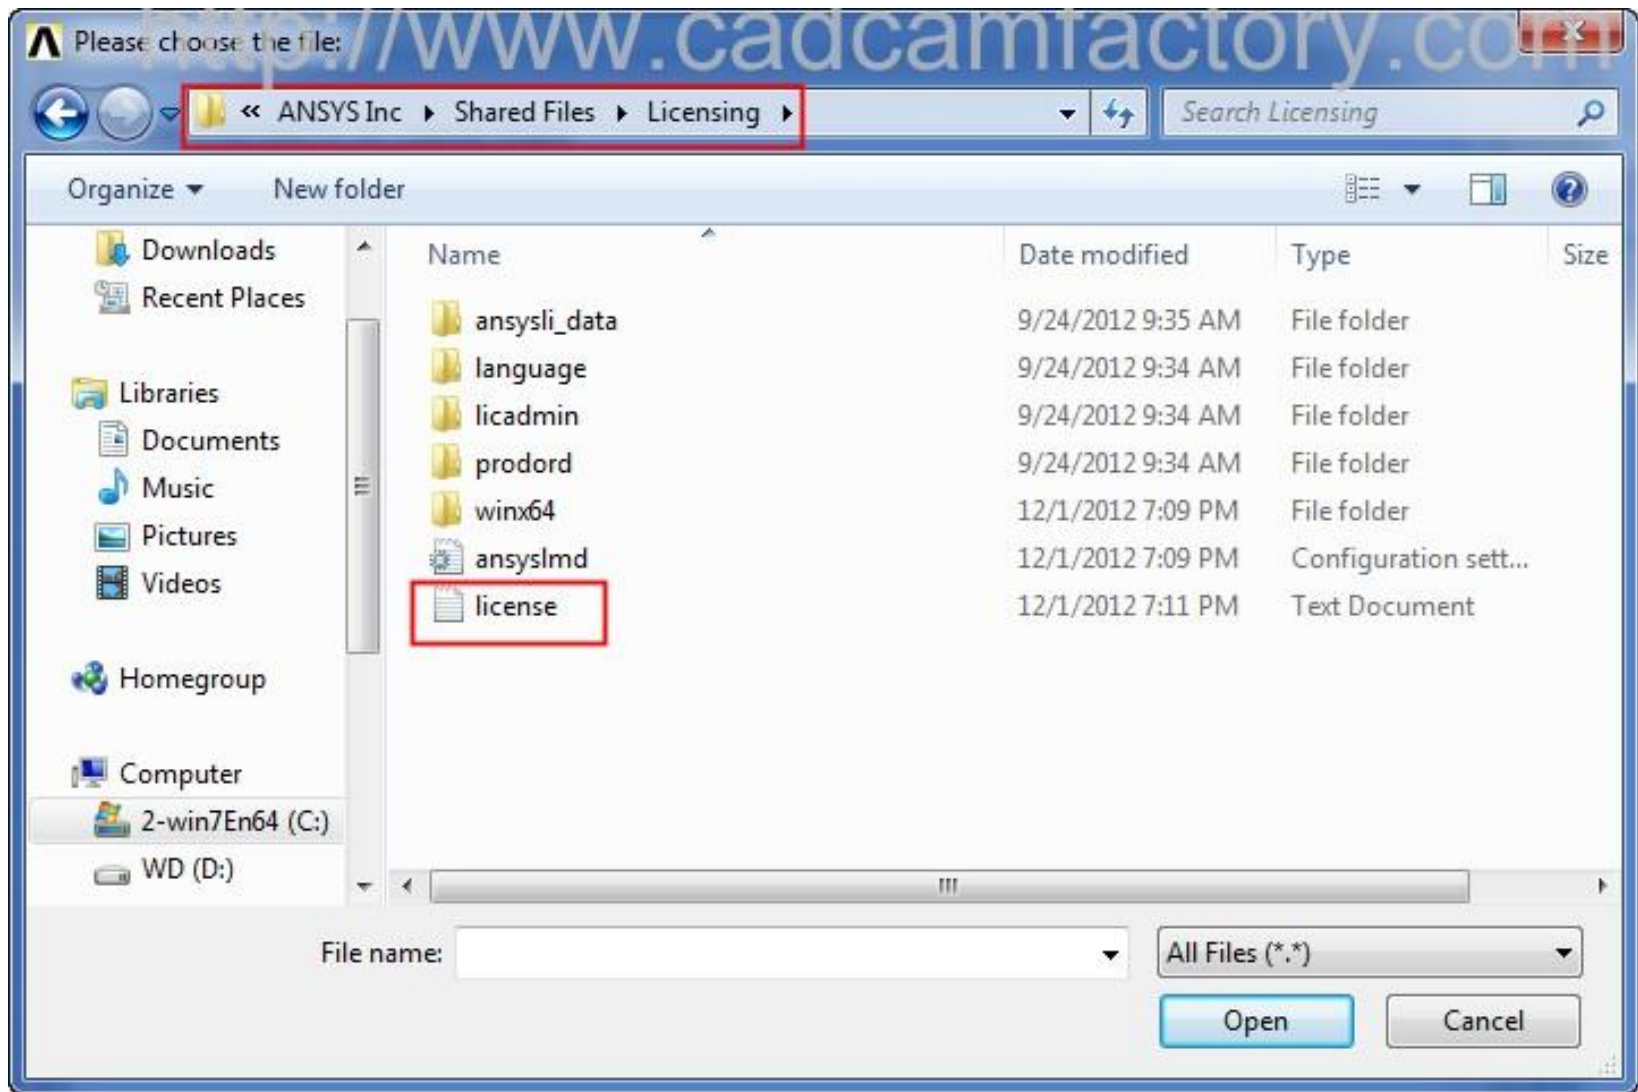 http://www.cadcamfactory.com
Please choose the file:
« ANSYS Inc Shared Files Licensing
Search Licensing
Organize New folder
Downloads
Recent Places
Libraries
Documents
Music
Pictures
Videos
Homegroup
Computer
2-win7En64 (C:)
WD (D:)
Name Date modified Type Size
ansysli_data 9/24/2012 9:35 AM File folder
language 9/24/2012 9:34 AM File folder
licadmin 9/24/2012 9:34 AM File folder
prodord 9/24/2012 9:34 AM File folder
winx64 12/1/2012 7:09 PM File folder
ansyslmd 12/1/2012 7:09 PM Configuration sett...
license 12/1/2012 7:11 PM Text Document
File name:
All Files (*.*)
Open Cancel